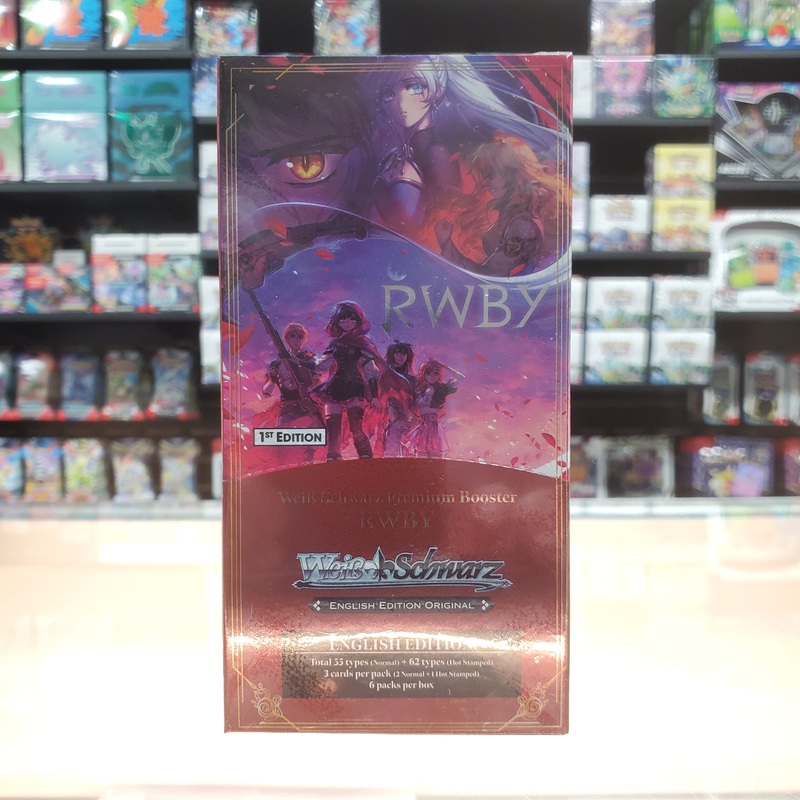 RWBY
1ST EDITION
Weiß Schwarz Premium Booster
RWBY
Weiß Schwarz
ENGLISH EDITION ORIGINAL
ENGLISH EDITION
Total 55 types (Normal) + 62 types (Hot Stamped)
3 cards per pack (2 Normal + 1 Hot Stamped)
6 packs per box